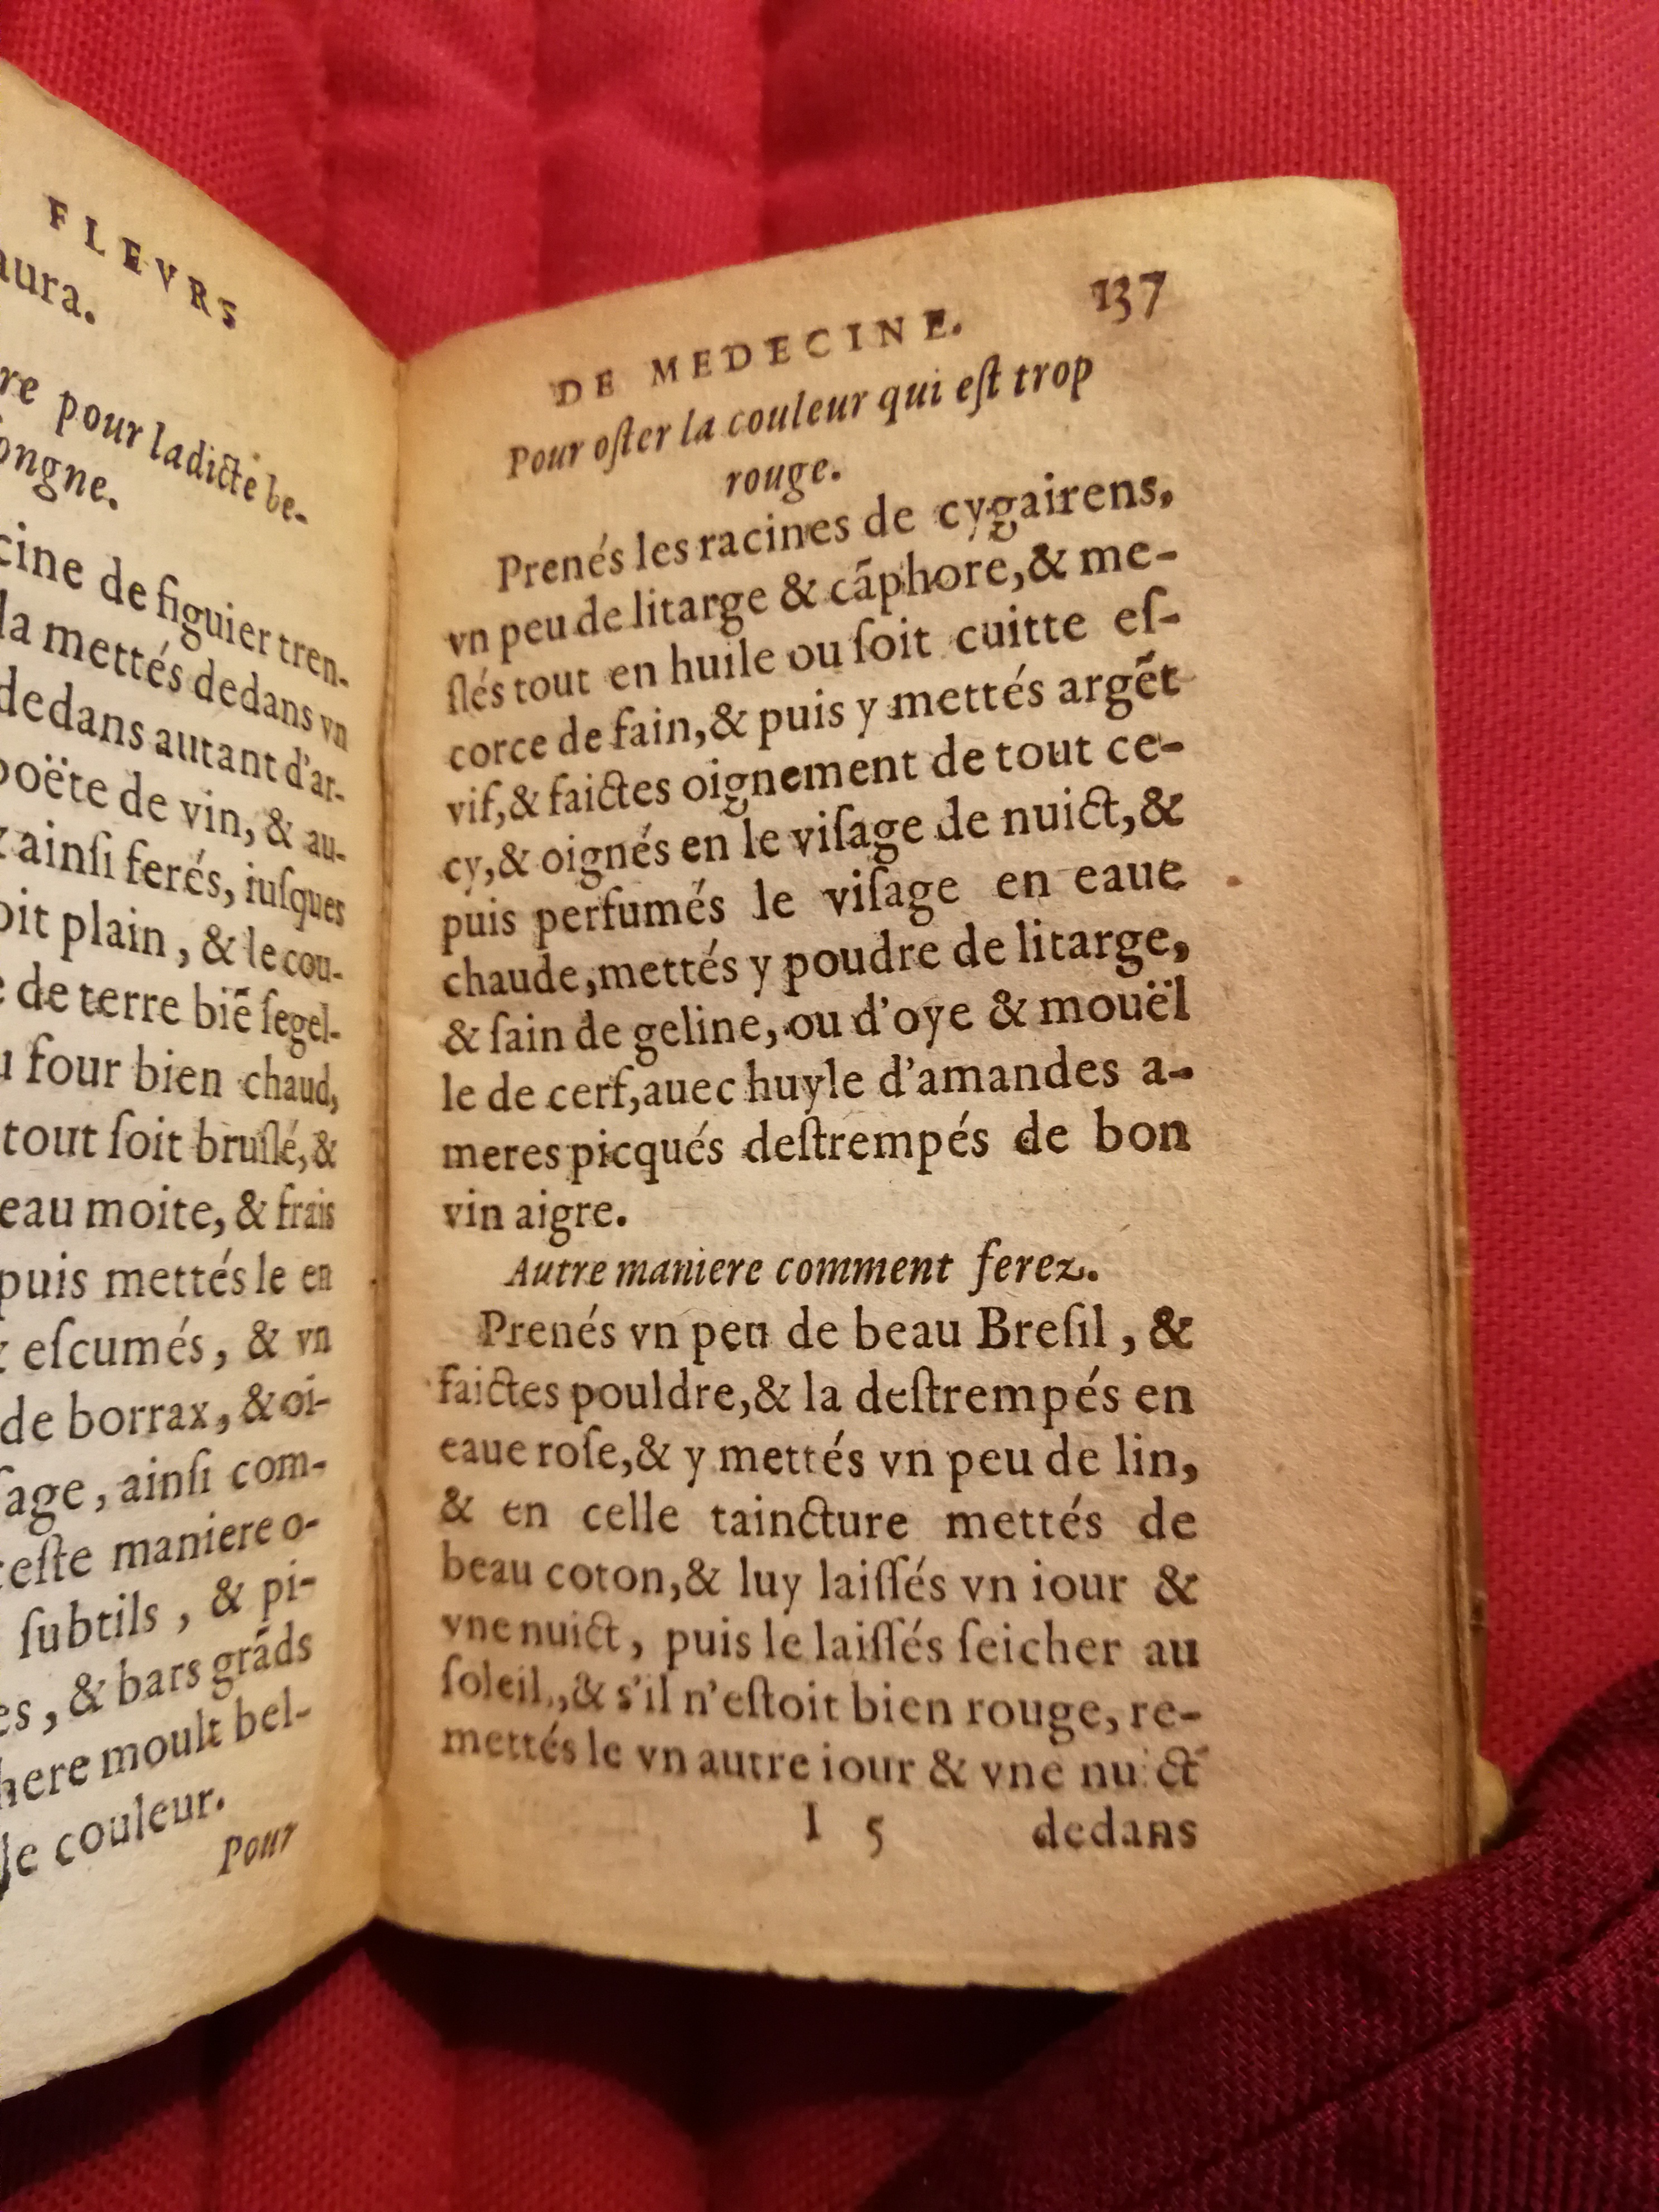 FLEVRS
aura.
re pour ladicte be-
ongne.
cine de figuier tren-
la mettés dedans vn
dedans autant d'ar-
poëte de vin, & au-
ainſi ferés, iuſques
oit plain, & le cou-
de terre biẽ ſegel-
u four bien chaud,
tout ſoit bruſlé, &
eau moite, & frais
puis mettés le en
eſcumés, & vn
de borrax, & oi-
ſage, ainſi com-
ceſte maniere o-
ſubtils, & pi-
es, & bars grãds
here moult bel-
le couleur.
Pour
DE MEDECINE. 137
Pour oſter la couleur qui eſt trop
rouge.
Prenés les racines de cygairens,
vn peu de litarge & cãphore, & me-
ſlés tout en huile ou ſoit cuitte eſ-
corce de fain, & puis y mettés argẽt
vif, & faictes oignement de tout ce-
cy, & oignés en le viſage de nuict, &
puis perfumés le viſage en eaue
chaude, mettés y poudre de litarge,
& ſain de geline, ou d'oye & mouël
le de cerf, auec huyle d'amandes a-
meres picqués deſtrempés de bon
vin aigre.
Autre maniere comment ferez.
Prenés vn peu de beau Breſil, &
faictes pouldre, & la deſtrempés en
eaue roſe, & y mettés vn peu de lin,
& en celle taincture mettés de
beau coton, & luy laiſſés vn iour &
vne nuict, puis le laiſſés ſeicher au
ſoleil, & s'il n'eſtoit bien rouge, re-
mettés le vn autre iour & vne nuict
I 5 dedans